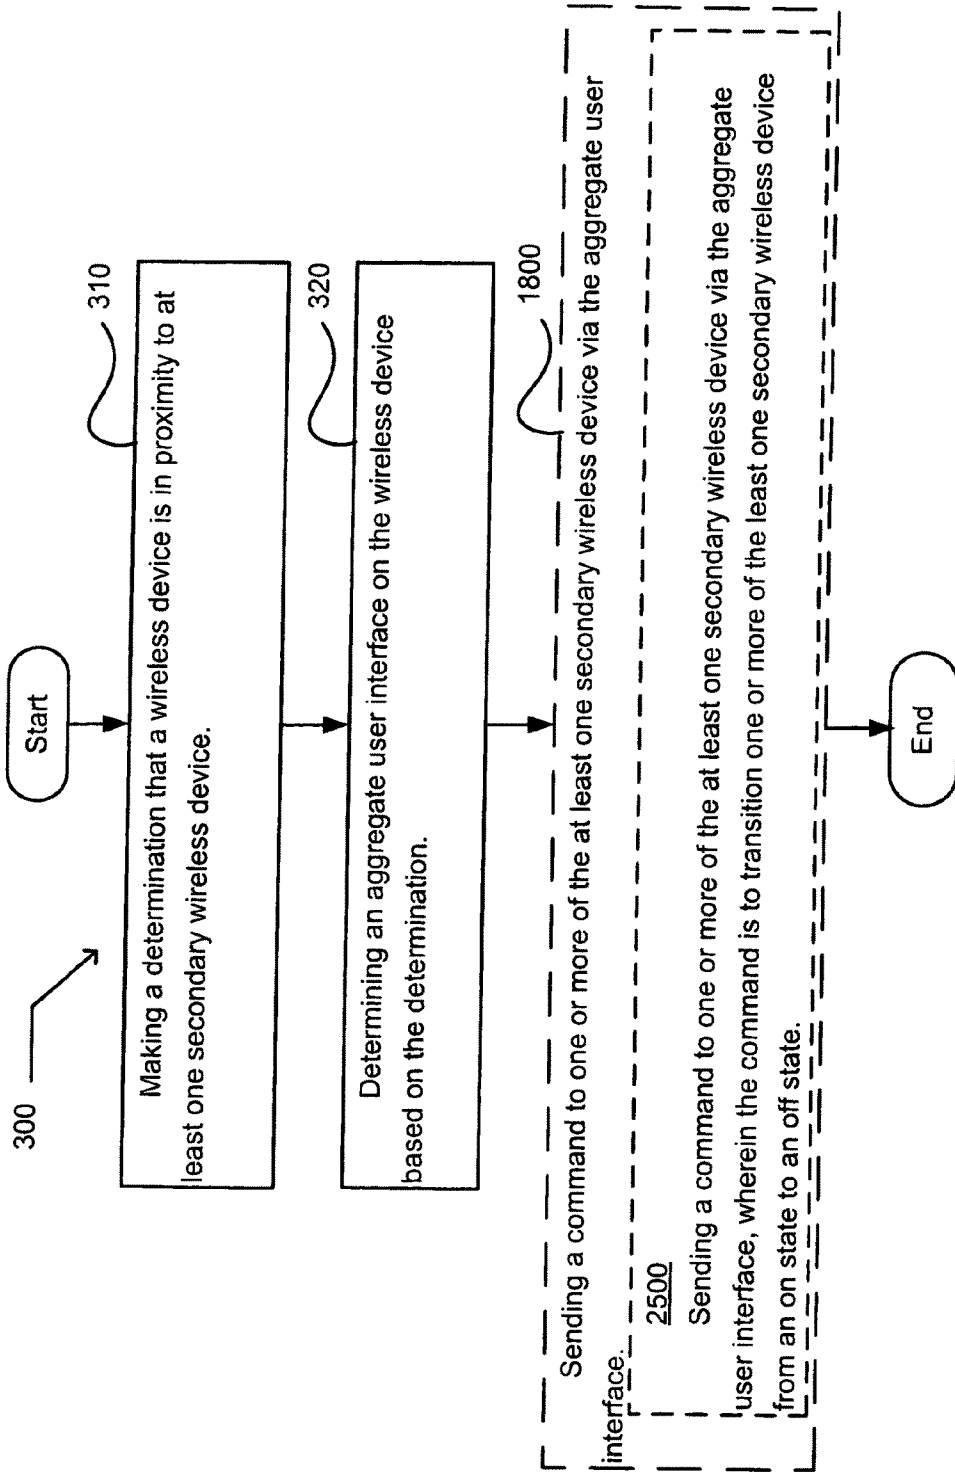 300
Start
310
Making a determination that a wireless device is in proximity to at
least one secondary wireless device.
320
Determining an aggregate user interface on the wireless device
based on the determination.
1800
Sending a command to one or more of the at least one secondary wireless device via the aggregate user
interface.
2500
Sending a command to one or more of the at least one secondary wireless device via the aggregate
user interface, wherein the command is to transition one or more of the least one secondary wireless device
from an on state to an off state.
End